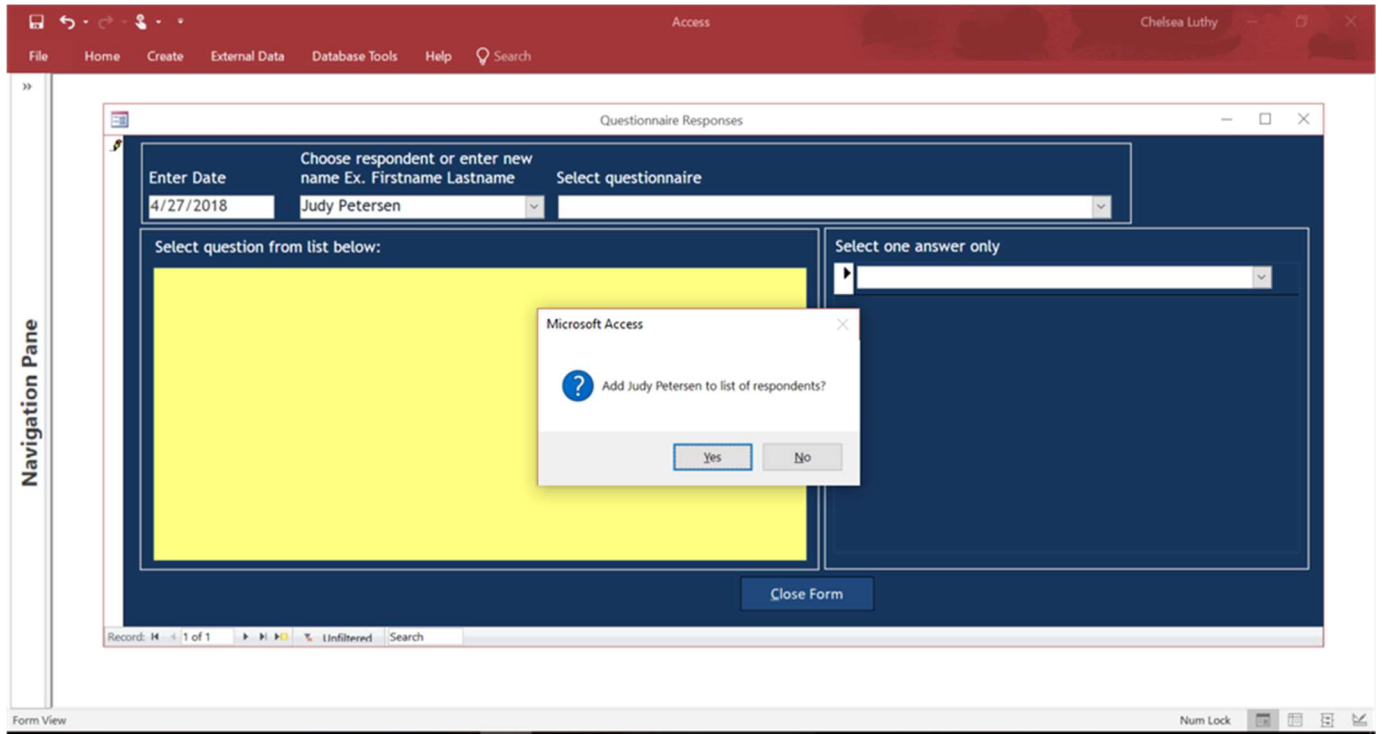 Access
Chelsea Luthy
File Home Create External Data Database Tools Help Search
»
Questionnaire Responses
Enter Date
Choose respondent or enter new
name Ex. Firstname Lastname
Select questionnaire
4/27/2018
Judy Petersen
Select question from list below:
Select one answer only
Microsoft Access
? Add Judy Petersen to list of respondents?
Yes No
Navigation Pane
Close Form
Record: 1 of 1 Unfiltered Search
Form View
Num Lock